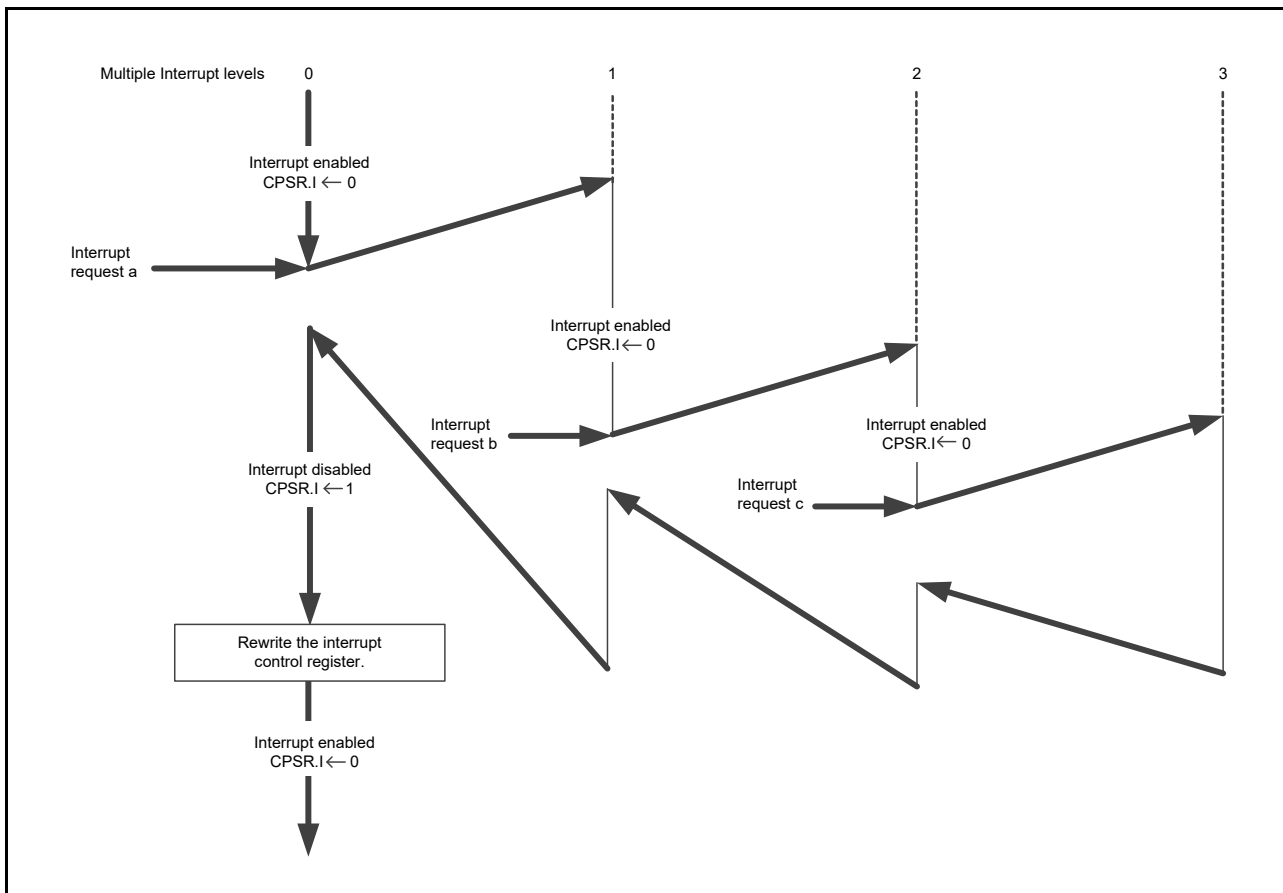 Multiple Interrupt levels 0 1 2 3
Interrupt enabled
CPSR.I ← 0
Interrupt
request a
Interrupt enabled
CPSR.I ← 0
Interrupt
request b
Interrupt enabled
CPSR.I ← 0
Interrupt disabled
CPSR.I ← 1
Interrupt
request c
Rewrite the interrupt
control register.
Interrupt enabled
CPSR.I ← 0